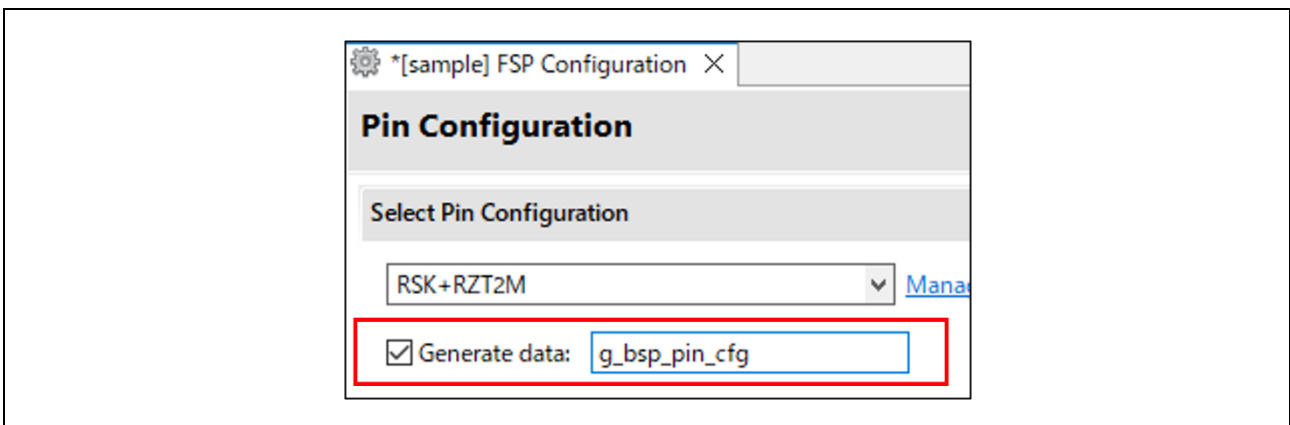 *[sample] FSP Configuration
Pin Configuration
Select Pin Configuration
RSK+RZT2M
Generate data: g_bsp_pin_cfg